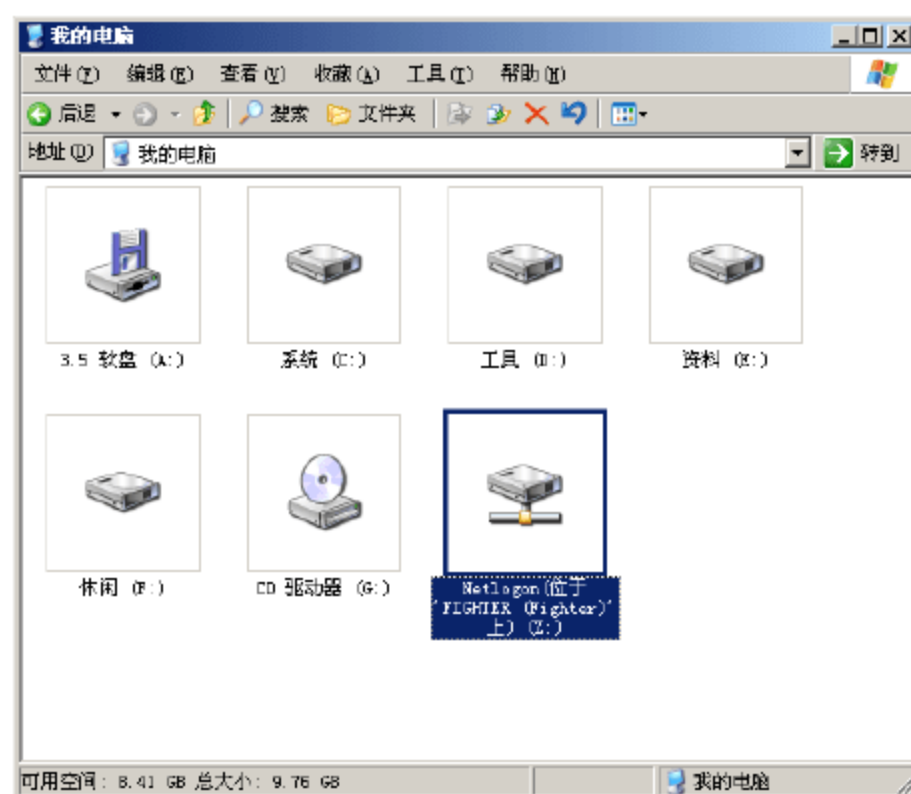 我的电脑
文件(F) 编辑(E) 查看(V) 收藏(A) 工具(T) 帮助(H)
后退 搜索 文件夹
地址(D) 我的电脑 转到
3.5 软盘 (A:) 系统 (C:) 工具 (D:) 资料 (E:)
休闲 (F:) CD 驱动器 (G:) Netlogon(位于
'FIGHTER (Fighter)'
上) (Z:)
可用空间: 8.41 GB 总大小: 9.76 GB 我的电脑